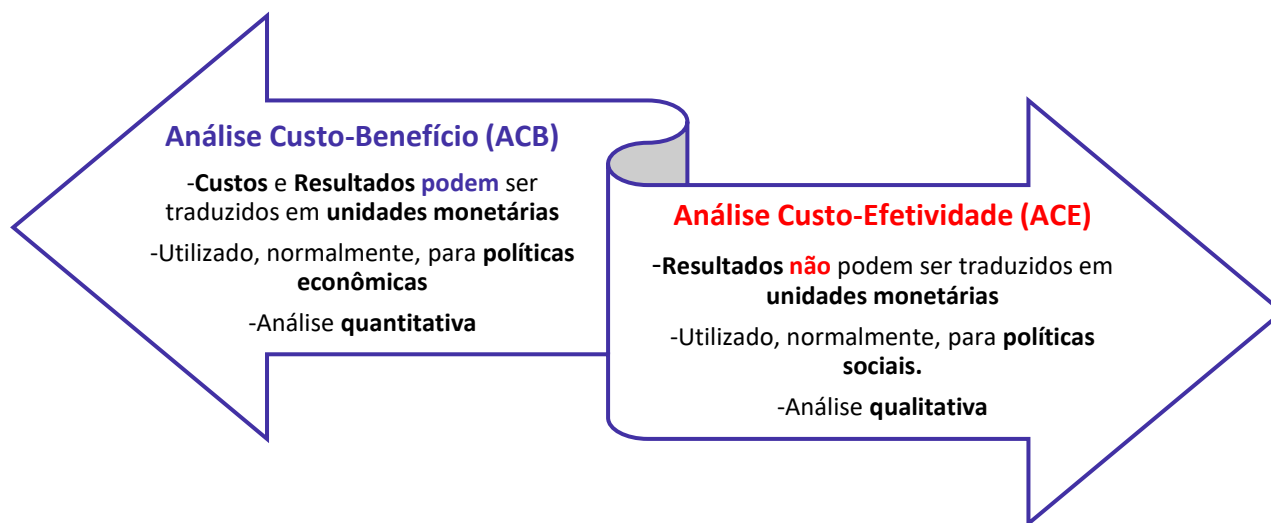 Análise Custo-Benefício (ACB)
-Custos e Resultados podem ser
traduzidos em unidades monetárias
-Utilizado, normalmente, para políticas
econômicas
-Análise quantitativa
Análise Custo-Efetividade (ACE)
-Resultados não podem ser traduzidos em
unidades monetárias
-Utilizado, normalmente, para políticas
sociais.
-Análise qualitativa